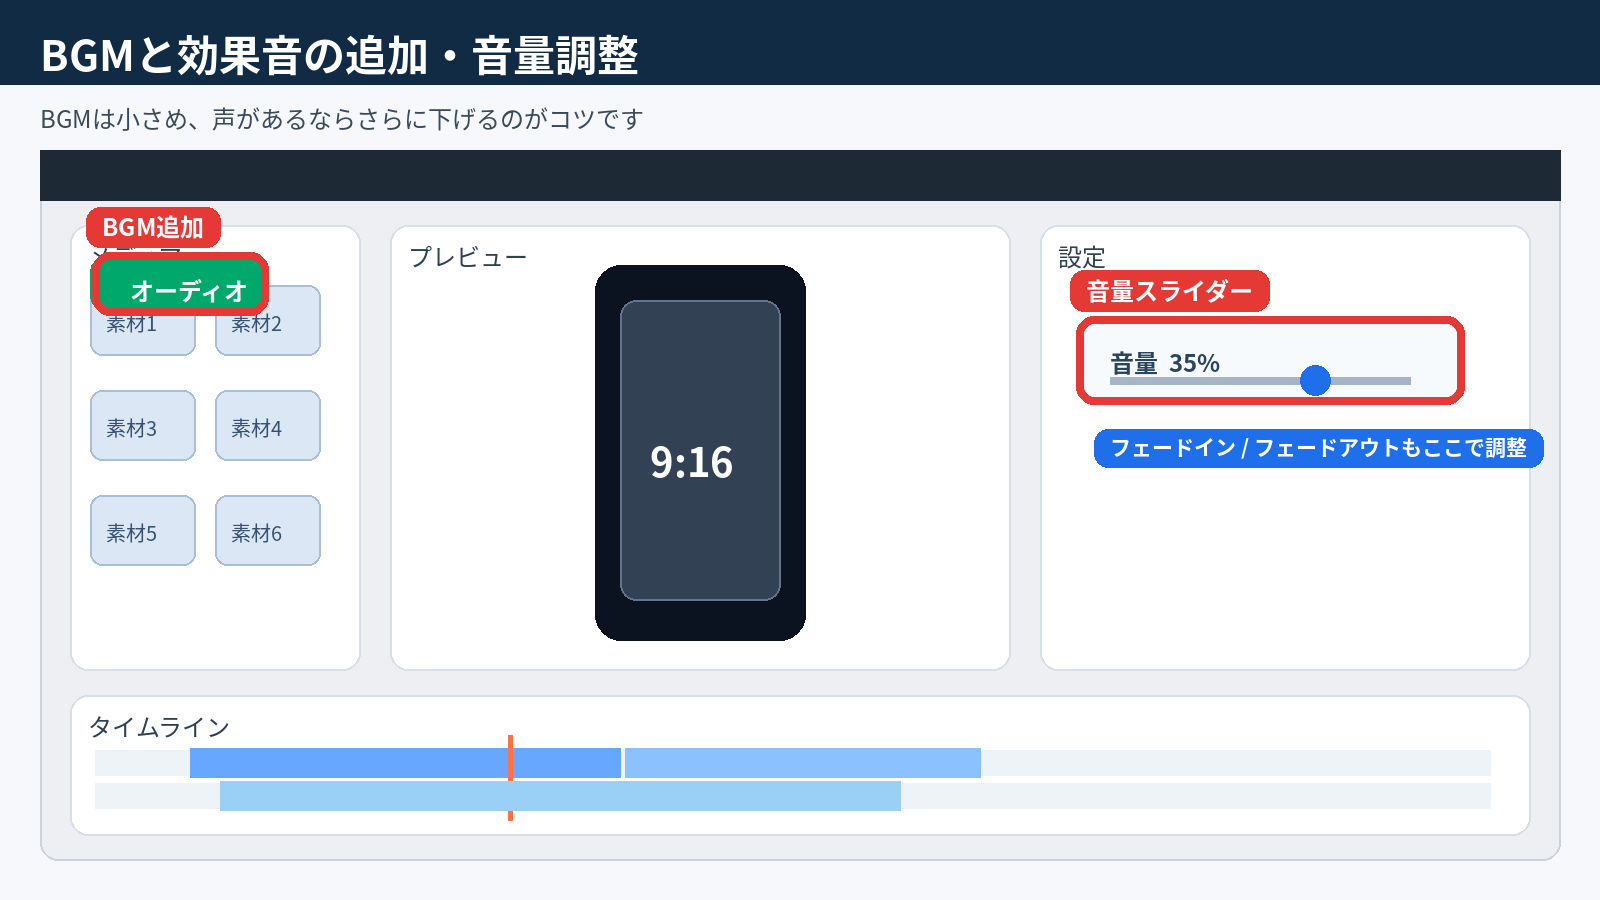 BGMと効果音の追加・音量調整
BGMは小さめ、声があるならさらに下げるのがコツです
BGM追加
オーディオ
素材1
素材2
素材3
素材4
素材5
素材6
プレビュー
9:16
設定
音量スライダー
音量 35%
フェードイン / フェードアウトもここで調整
タイムライン